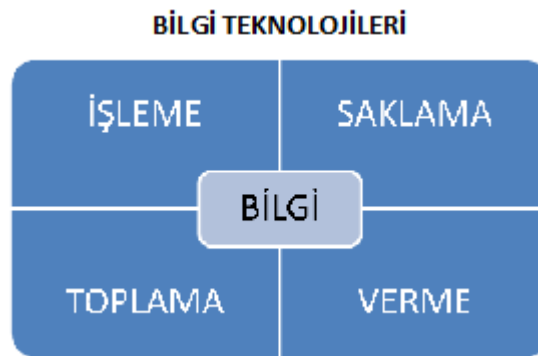 BİLGİ TEKNOLOJİLERİ
İŞLEME
SAKLAMA
BİLGİ
TOPLAMA
VERME